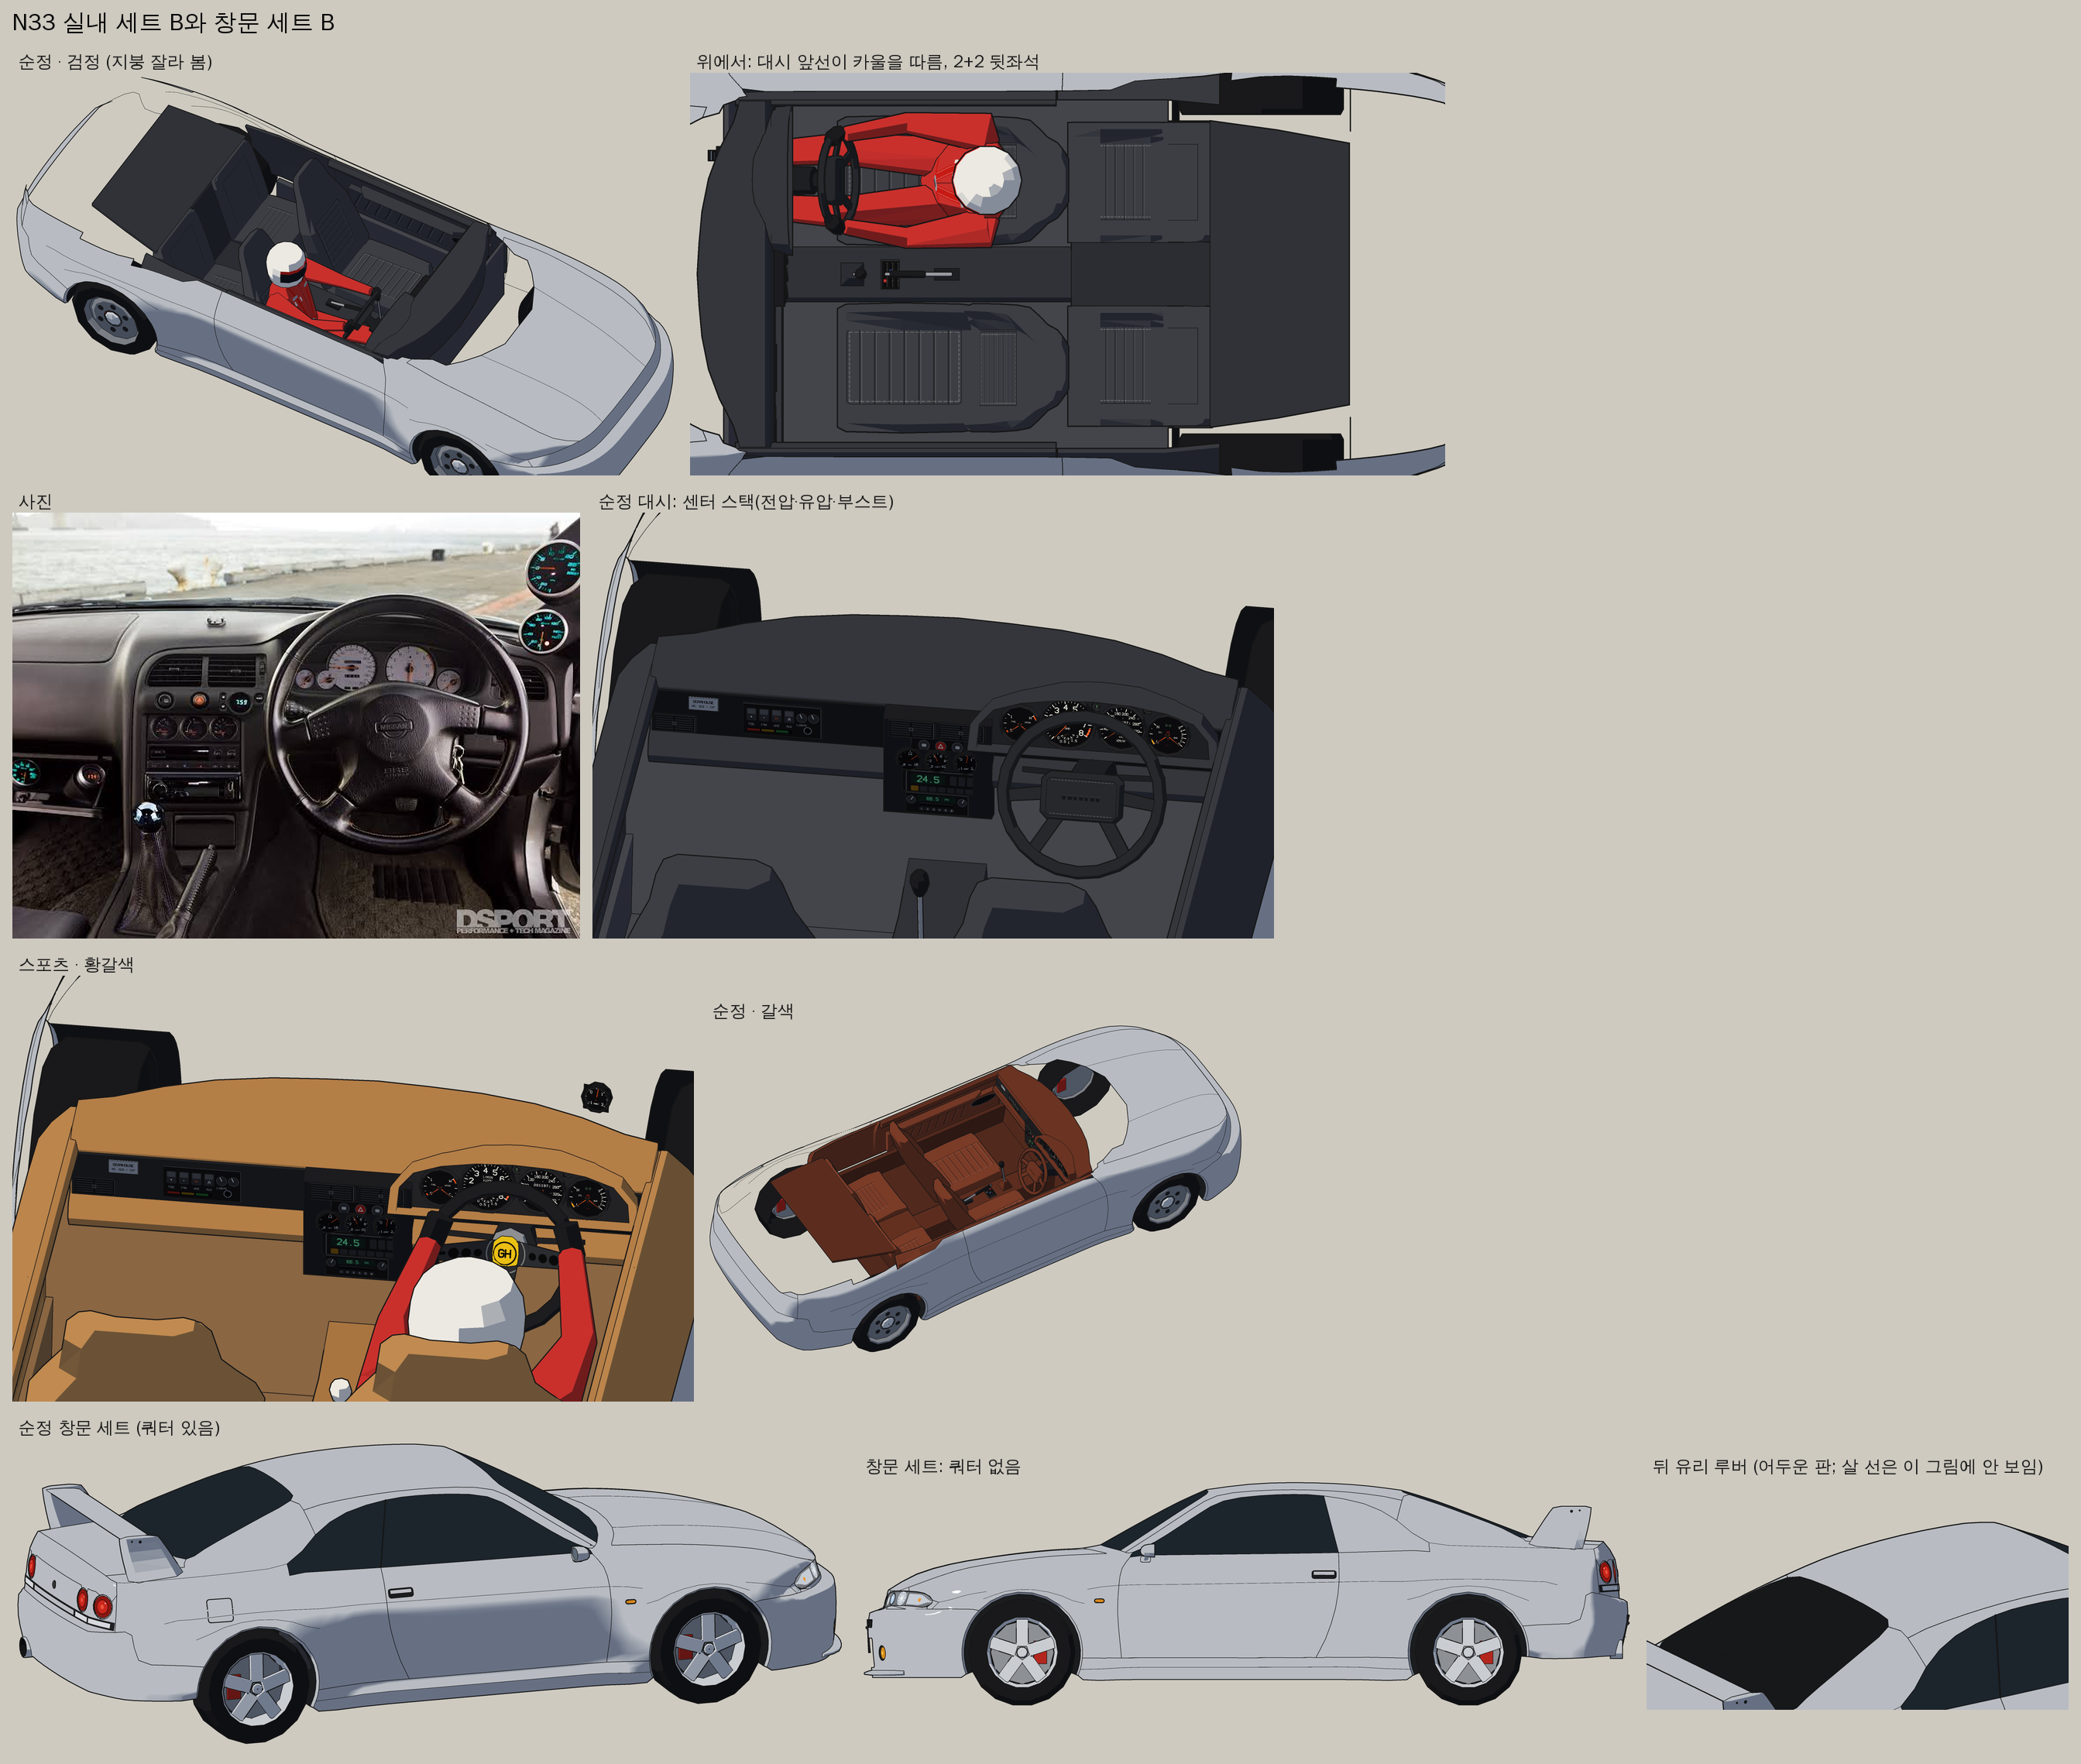 N33 실내 세트 B와 창문 세트 B
순정 · 검정 (지붕 잘라 봄)
위에서: 대시 앞선이 카울을 따름, 2+2 뒷좌석
사진
순정 대시: 센터 스택(전압·유압·부스트)
NISSAN
DSPORT
PERFORMANCE + TECH MAGAZINE
24.5
스포츠 · 황갈색
순정 · 갈색
24.5
GH
순정 창문 세트 (쿼터 있음)
창문 세트: 쿼터 없음
뒤 유리 루버 (어두운 판; 살 선은 이 그림에 안 보임)